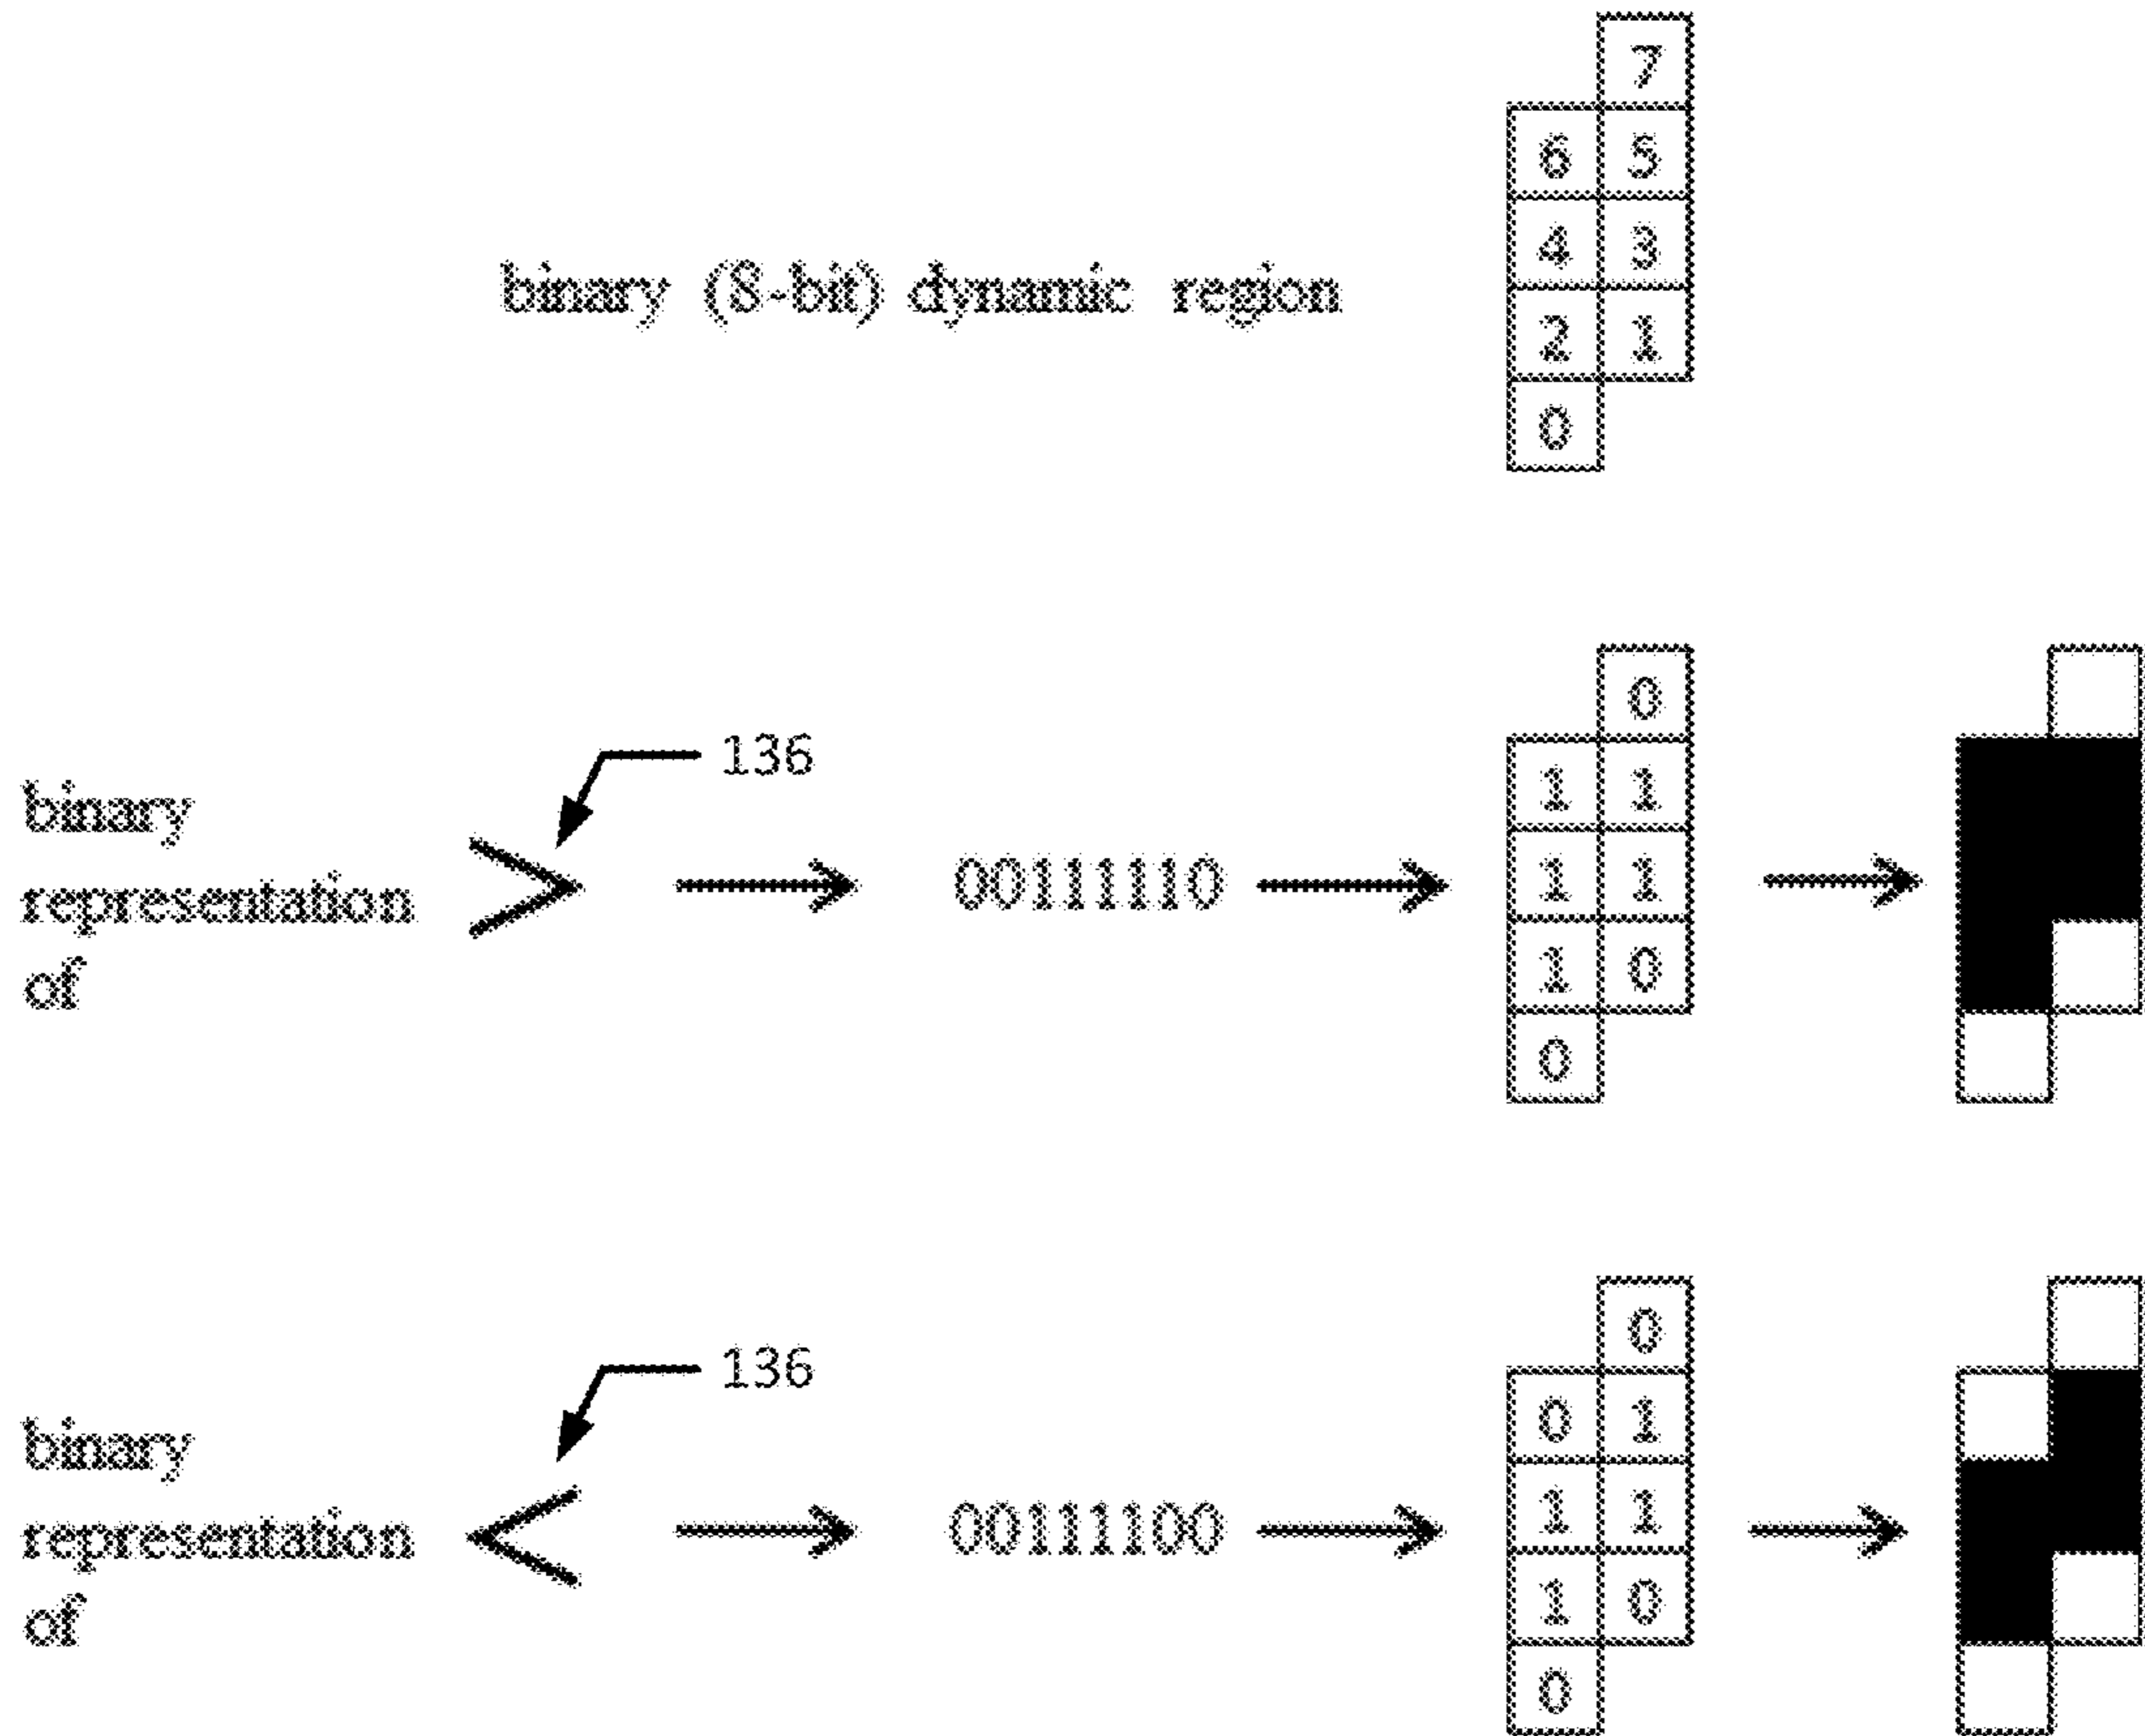 7
6 5
4 3
binary (8-bit) dynamic region
2 1
0
0
136
1 1
binary
representation
00111110
1 1
of
1 0
0
0
136
0 1
binary
representation
00111100
1 1
of
1 0
0